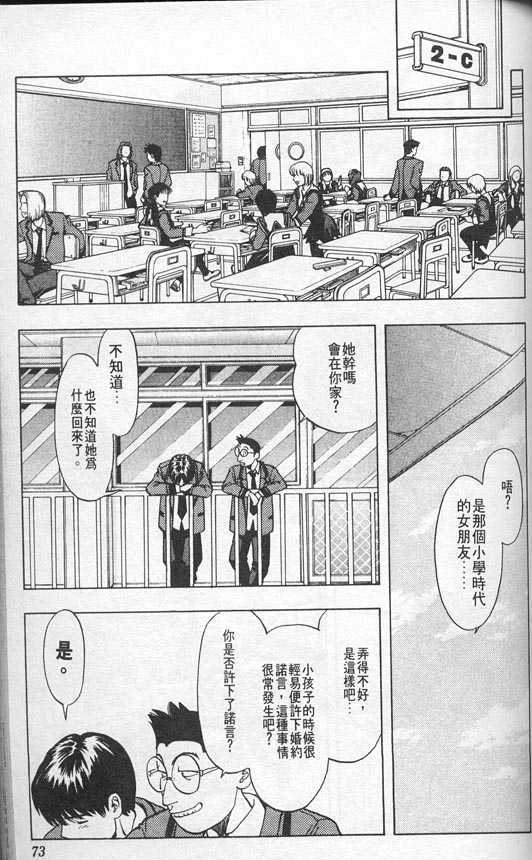 2-C
唔？
是那個小學時代
的女朋友……
她幹嗎
會在你家？
不知道…
也不知道她為
什麼回來了。
弄得不好，
是這樣吧…
小孩子的時候很
輕易便許下婚約
諾言，這種事情
很常發生吧？
你是否許下了諾言？
是。
73